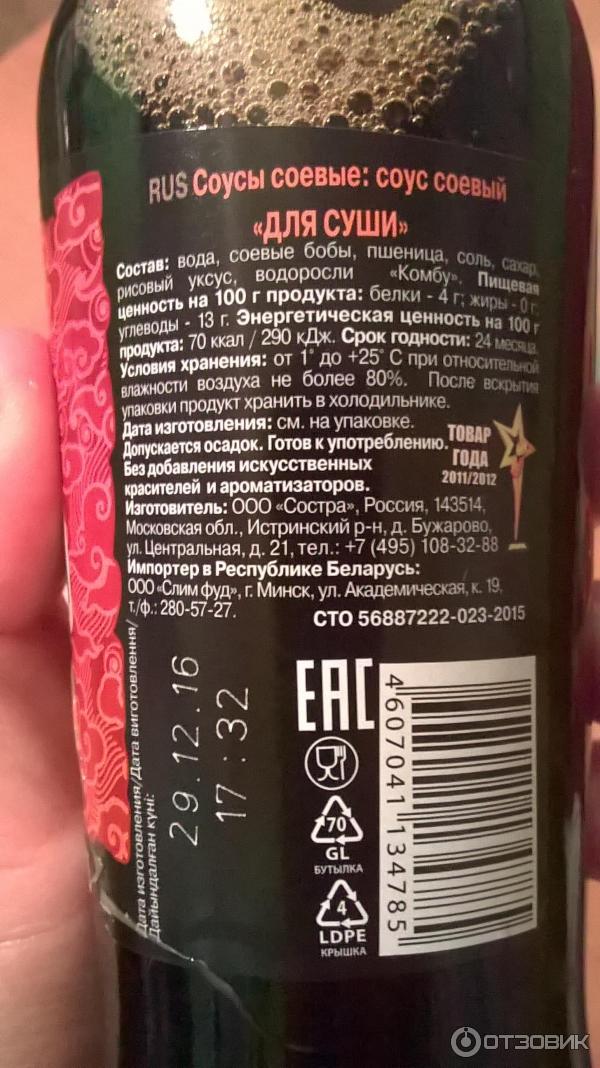 RUS Соусы соевые: соус соевый
«ДЛЯ СУШИ»
Состав: вода, соевые бобы, пшеница, соль, сахар,
рисовый уксус, водоросли «Комбу». Пищевая
ценность на 100 г продукта: белки - 4 г; жиры - 0 г;
углеводы - 13 г. Энергетическая ценность на 100 г
продукта: 70 ккал / 290 кДж. Срок годности: 24 месяца.
Условия хранения: от 1° до +25° С при относительной
влажности воздуха не более 80%. После вскрытия
упаковки продукт хранить в холодильнике.
Дата изготовления: см. на упаковке.
Допускается осадок. Готов к употреблению.
Без добавления искусственных
красителей и ароматизаторов.
ТОВАР
ГОДА
2011/2012
Изготовитель: ООО «Состра», Россия, 143514,
Московская обл., Истринский р-н, д. Бужарово,
ул. Центральная, д. 21, тел.: +7 (495) 108-32-88
Импортер в Республике Беларусь:
ООО «Слим фуд», г. Минск, ул. Академическая, к. 19,
т./ф.: 280-57-27.
СТО 56887222-023-2015
Дата изготовления/Дата виготовлення/
Дайындалған күні:
29.12.16
17:32
EAC
70
GL
БУТЫЛКА
4
LDPE
КРЫШКА
4607041134785
ОТЗОВИК